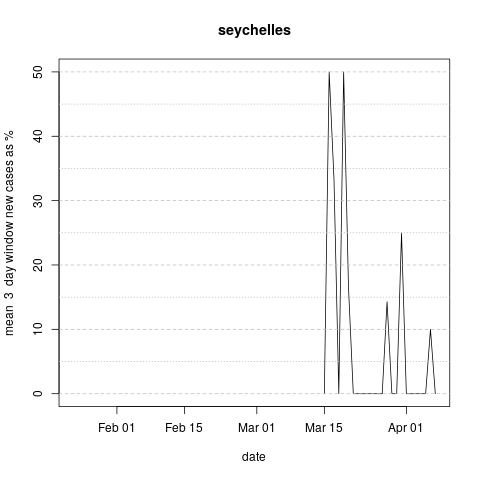 seychelles
mean  3  day window new cases as %
50
40
30
20
10
0
Feb 01
Feb 15
Mar 01
Mar 15
Apr 01
date